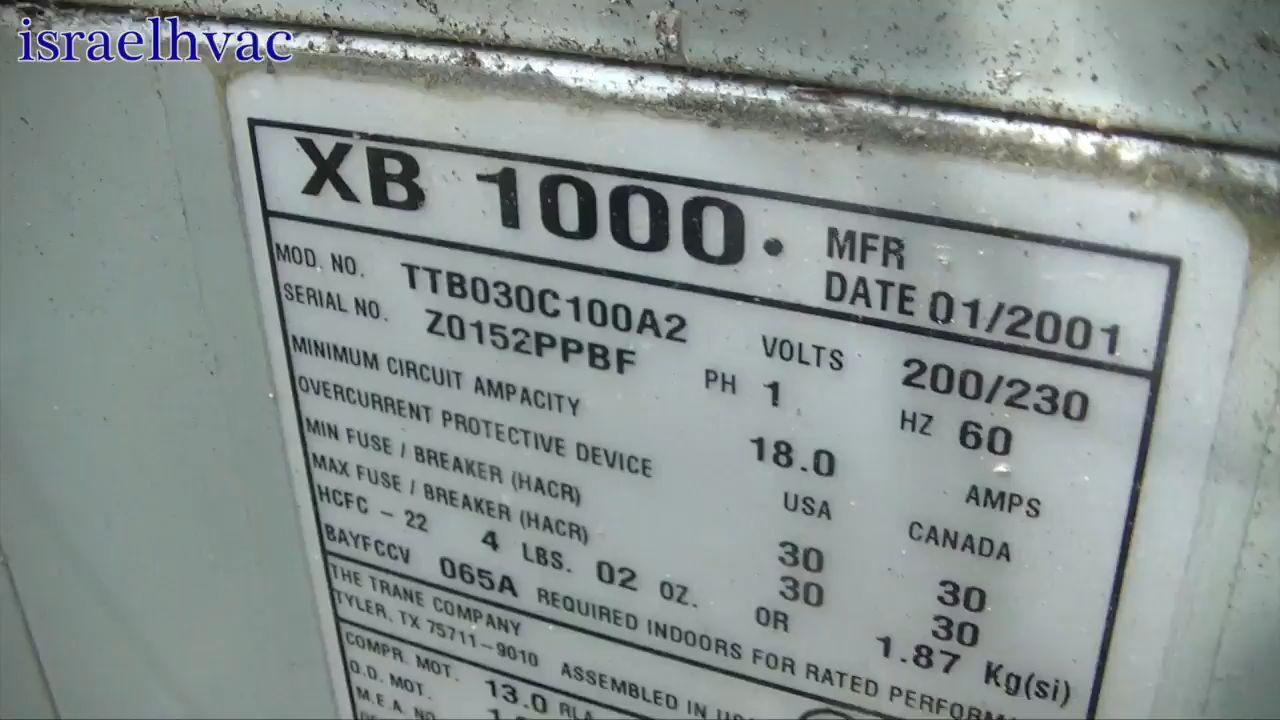 israelhvac
XB 1000. MFR DATE 01/2001
MOD. NO. TTB030C100A2 VOLTS 200/230
SERIAL NO. Z0152PPBF PH 1 HZ 60
MINIMUM CIRCUIT AMPACITY 18.0 AMPS
OVERCURRENT PROTECTIVE DEVICE USA CANADA
MIN FUSE / BREAKER (HACR) 30 30
MAX FUSE / BREAKER (HACR) 30 30
HCFC - 22 4 LBS. 02 OZ. OR 1.87 Kg(si)
BAYFCCV 065A REQUIRED INDOORS FOR RATED
THE TRANE COMPANY
TYLER, TX 75711-9010 ASSEMBLED IN
COMPR. MOT. 13.0 RLA
O.D. MOT.
M.E.A. NO.